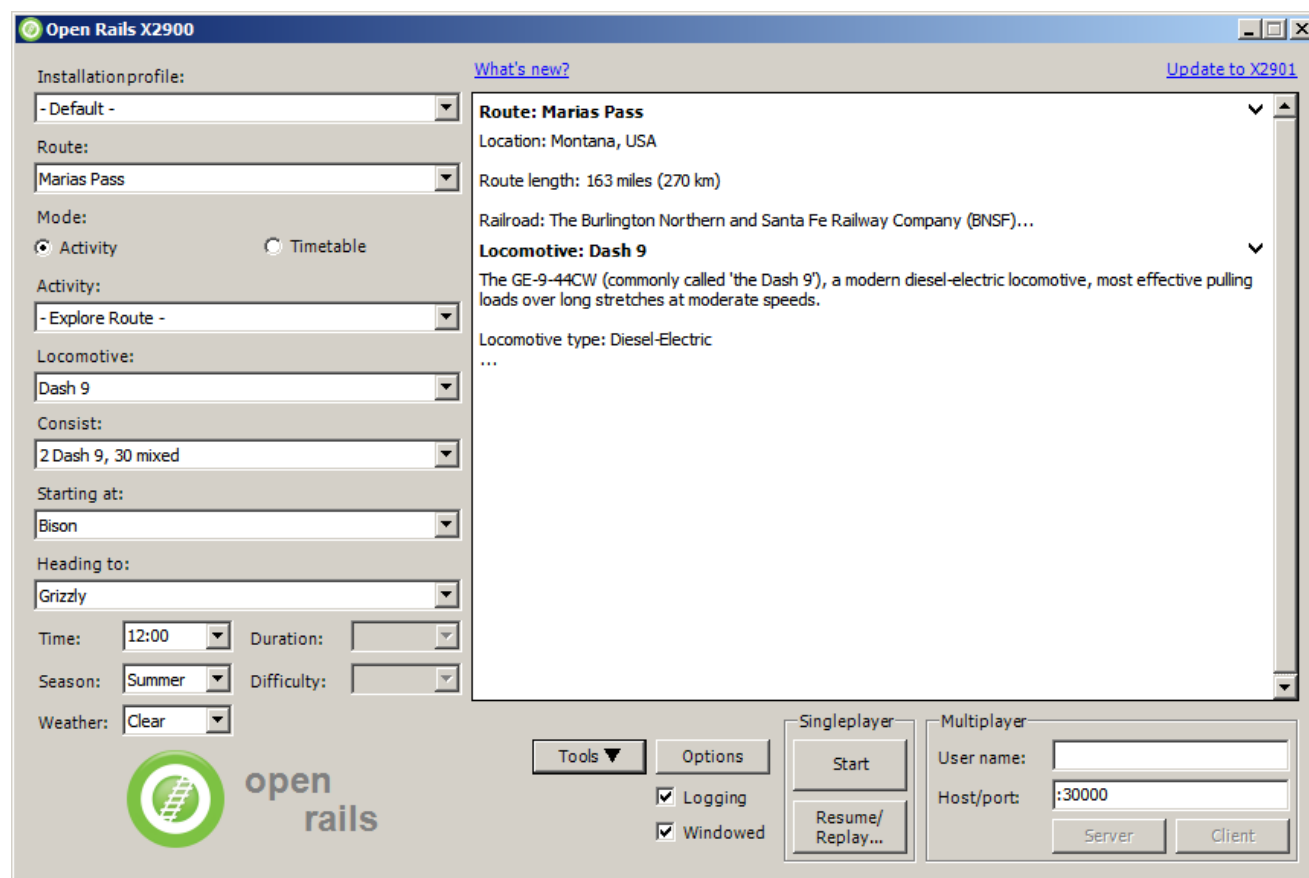 Open Rails X2900
Installation profile:
- Default -
Route:
Marias Pass
Mode:
Activity
Timetable
Activity:
- Explore Route -
Locomotive:
Dash 9
Consist:
2 Dash 9, 30 mixed
Starting at:
Bison
Heading to:
Grizzly
Time:
12:00
Duration:
Season:
Summer
Difficulty:
Weather:
Clear
open
rails
What's new?
Update to X2901
Route: Marias Pass
Location: Montana, USA
Route length: 163 miles (270 km)
Railroad: The Burlington Northern and Santa Fe Railway Company (BNSF)...
Locomotive: Dash 9
The GE-9-44CW (commonly called 'the Dash 9'), a modern diesel-electric locomotive, most effective pulling
loads over long stretches at moderate speeds.
Locomotive type: Diesel-Electric
...
Tools
Options
Logging
Windowed
Singleplayer
Start
Resume/
Replay...
Multiplayer
User name:
Host/port:
:30000
Server
Client